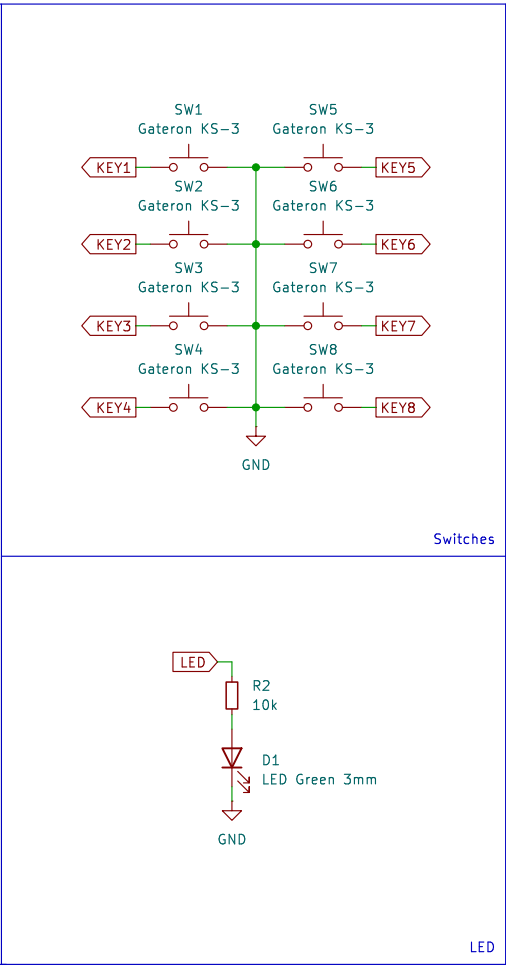 SW1 SW5
Gateron KS-3 Gateron KS-3
KEY1 KEY5
SW2 SW6
Gateron KS-3 Gateron KS-3
KEY2 KEY6
SW3 SW7
Gateron KS-3 Gateron KS-3
KEY3 KEY7
SW4 SW8
Gateron KS-3 Gateron KS-3
KEY4 KEY8
GND
Switches
LED
R2
10k
D1
LED Green 3mm
GND
LED